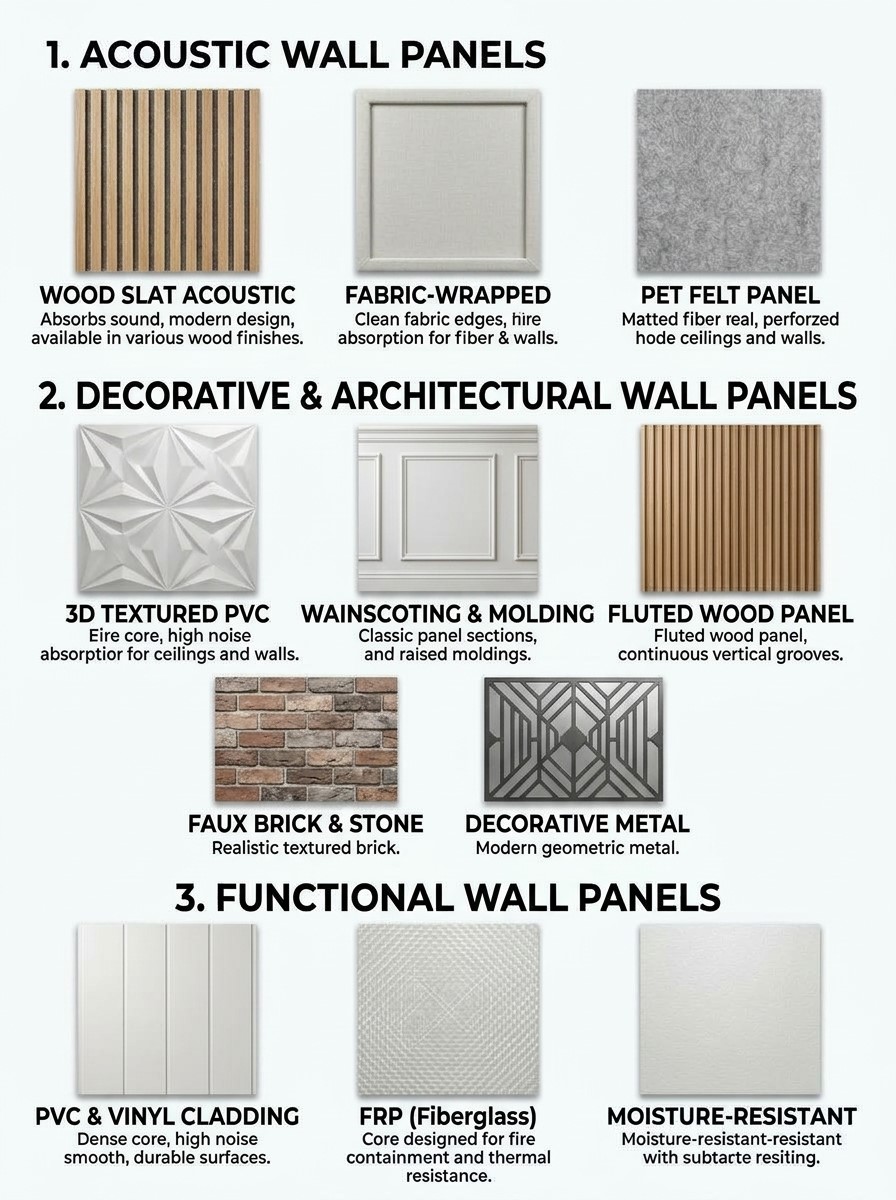 1. ACOUSTIC WALL PANELS
WOOD SLAT ACOUSTIC
Absorbs sound, modern design,
available in various wood finishes.
FABRIC-WRAPPED
Clean fabric edges, hire
absorption for fiber & walls.
PET FELT PANEL
Matted fiber real, perforzed
hode ceilings and walls.
2. DECORATIVE & ARCHITECTURAL WALL PANELS
3D TEXTURED PVC
Eire core, high noise
absorptior for ceilings and walls.
WAINSCOTING & MOLDING
Classic panel sections,
and raised moldings.
FLUTED WOOD PANEL
Fluted wood panel,
continuous vertical grooves.
FAUX BRICK & STONE
Realistic textured brick.
DECORATIVE METAL
Modern geometric metal.
3. FUNCTIONAL WALL PANELS
PVC & VINYL CLADDING
Dense core, high noise
smooth, durable surfaces.
FRP (Fiberglass)
Core designed for fire
containment and thermal
resistance.
MOISTURE-RESISTANT
Moisture-resistant-resistant
with subtarte resiting.